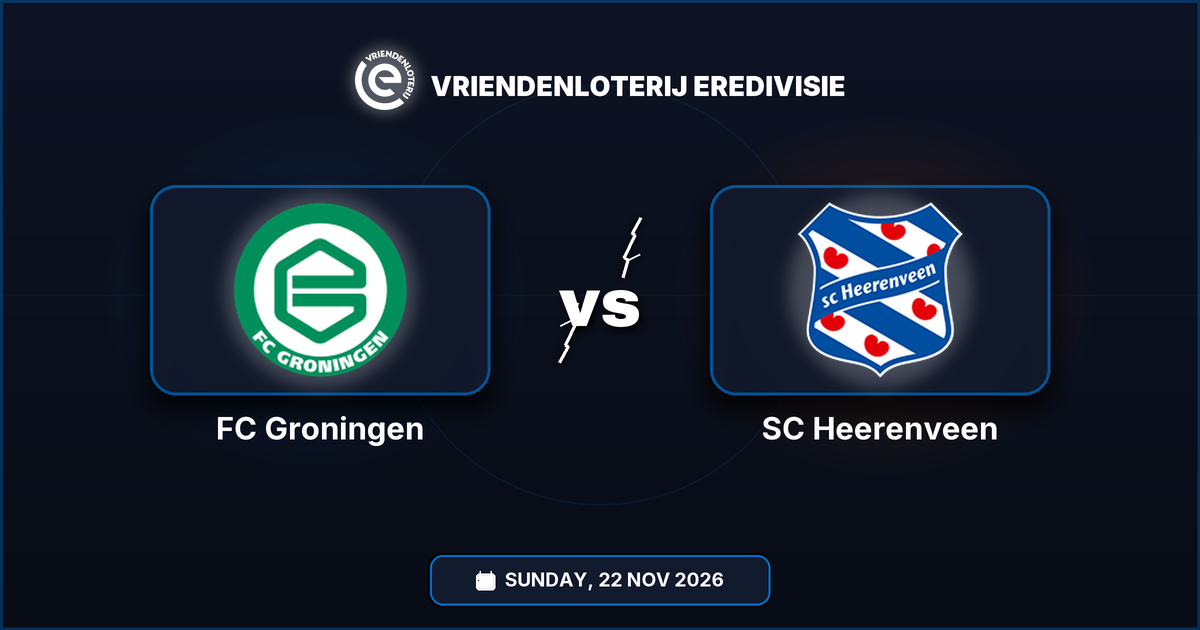 VRIENDENLOTERIJ
VRIENDENLOTERIJ EREDIVISIE
FC GRONINGEN
sc Heerenveen
VS
FC Groningen
SC Heerenveen
SUNDAY, 22 NOV 2026